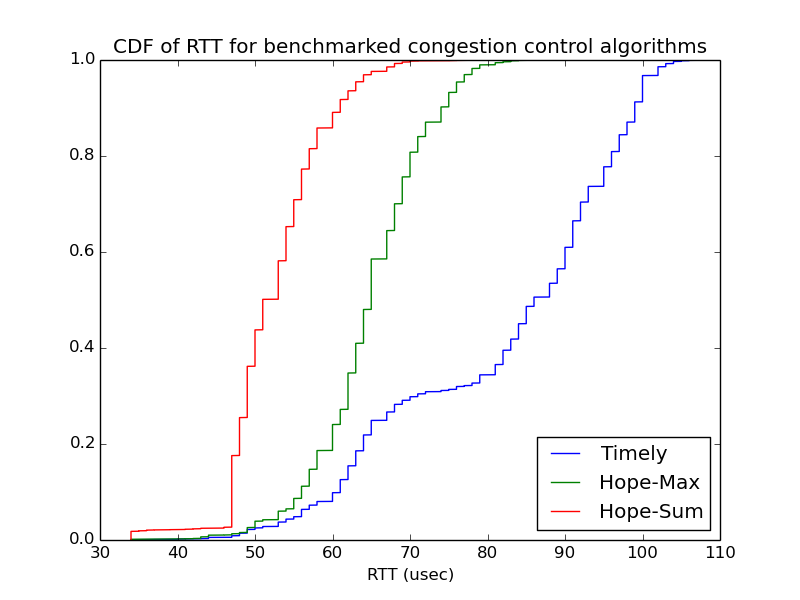 CDF of RTT for benchmarked congestion control algorithms
1.0
0.8
0.6
0.4
0.2
0.0
Timely
Hope-Max
Hope-Sum
30 40 50 60 70 80 90 100 110
RTT (usec)